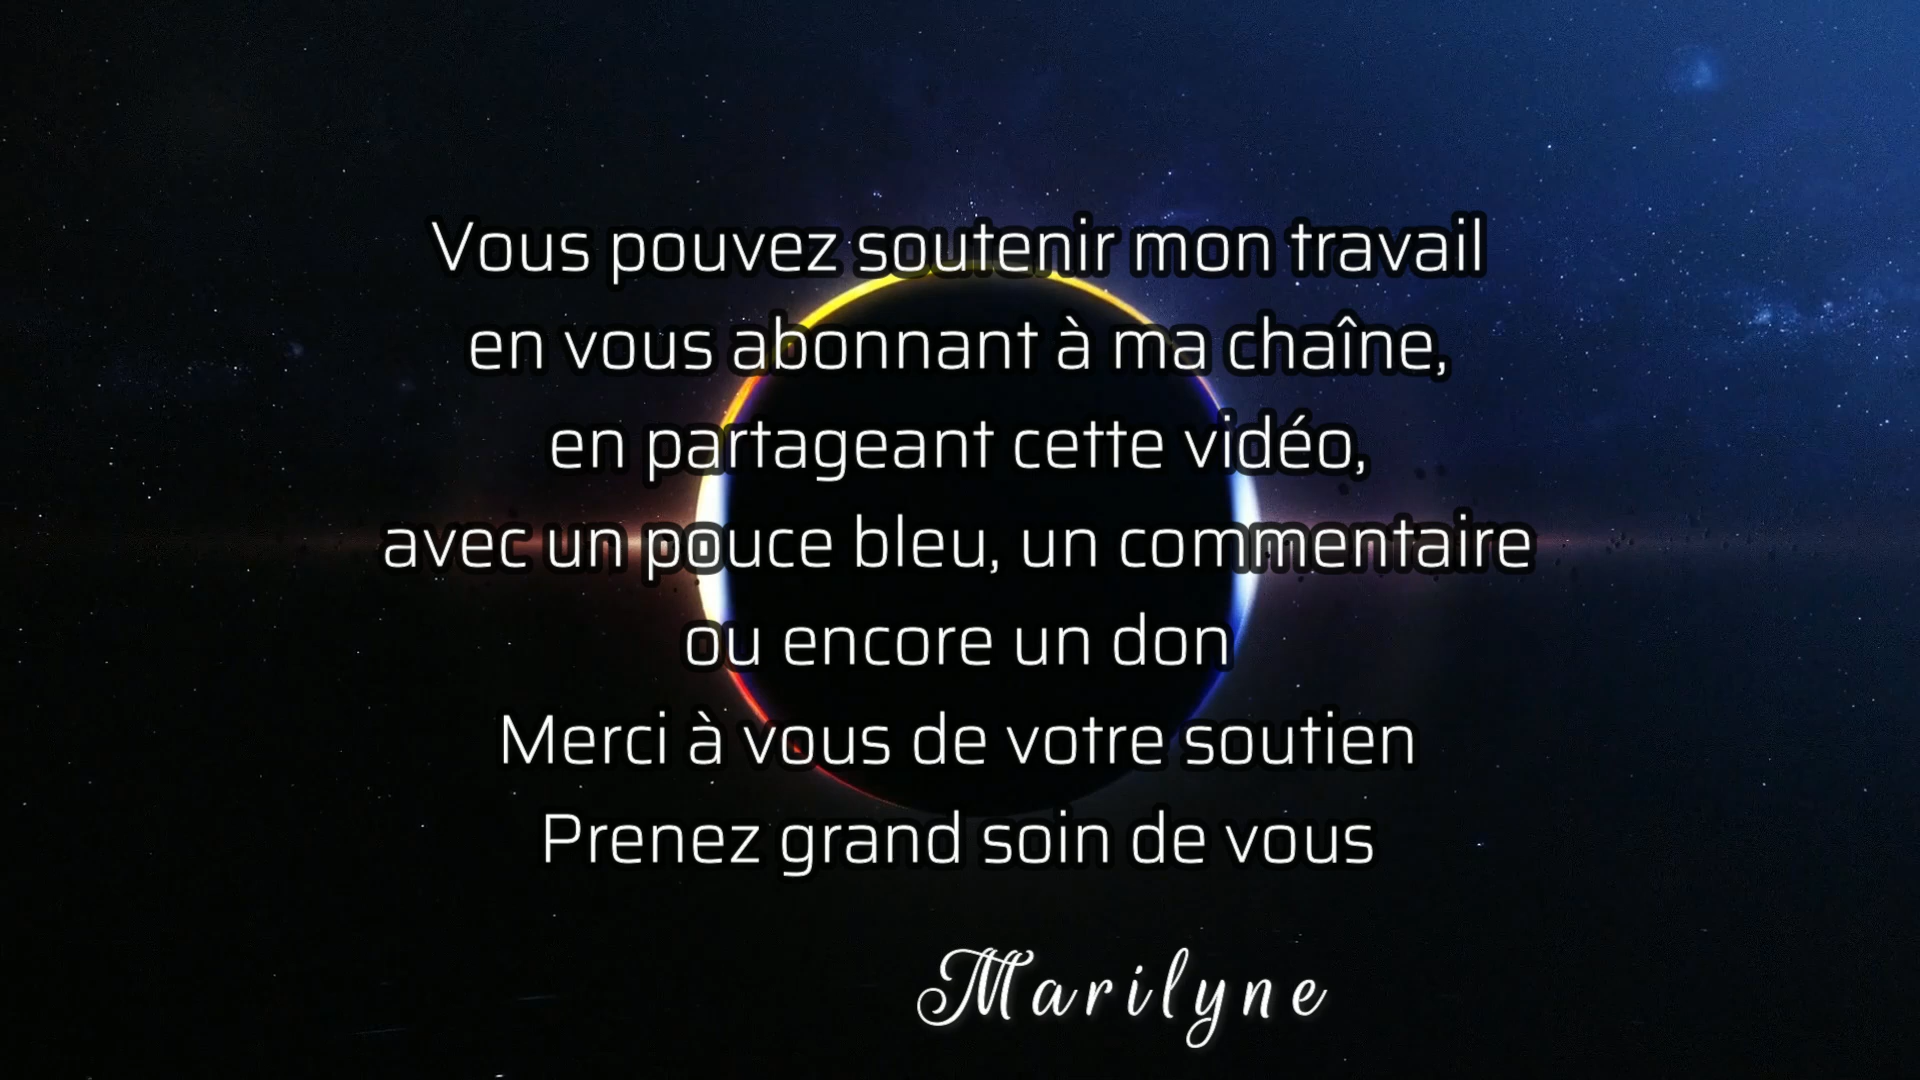 Vous pouvez soutenir mon travail
en vous abonnant à ma chaîne,
en partageant cette vidéo,
avec un pouce bleu, un commentaire
ou encore un don
Merci à vous de votre soutien
Prenez grand soin de vous
Marilyne